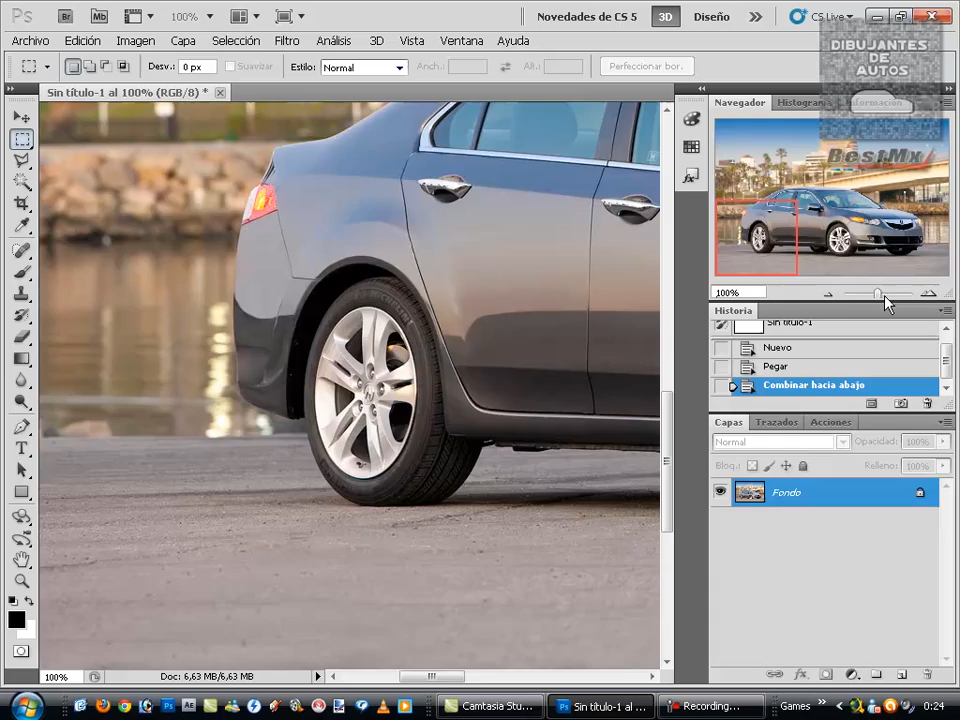 Ps
Br
Mb
100%
Novedades de CS 5
3D
Diseño
CS Live
Archivo
Edición
Imagen
Capa
Selección
Filtro
Análisis
3D
Vista
Ventana
Ayuda
Desv.:
0 px
Suavizar
Estilo:
Normal
Anch.:
Alt.:
Perfeccionar bor.
DIBUJANTES
DE
AUTOS
BestMx
Sin título-1 al 100% (RGB/8) *
Navegador
Histograma
Información
100%
Historia
Sin título-1
Nuevo
Pegar
Combinar hacia abajo
Capas
Trazados
Acciones
Normal
Opacidad:
100%
Bloq.:
Relleno:
100%
Fondo
100%
Doc: 6,63 MB/6,63 MB
Camtasia Stu...
Sin título-1 al ...
Recording...
Games
0:24